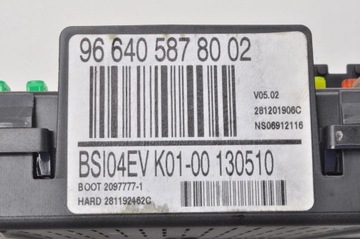 96 640 587 80 02
V05.02
281201906C
NS06912116
BSI04EV K01-00 130510
BOOT 2097777-1
HARD 281192462C